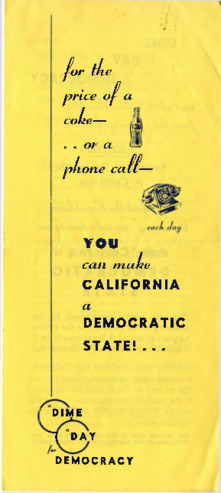 for the
price of a
coke—
. . or a
phone call—
each day
YOU
can make
CALIFORNIA
a
DEMOCRATIC
STATE! . . .
"DIME
"DAY
for
DEMOCRACY